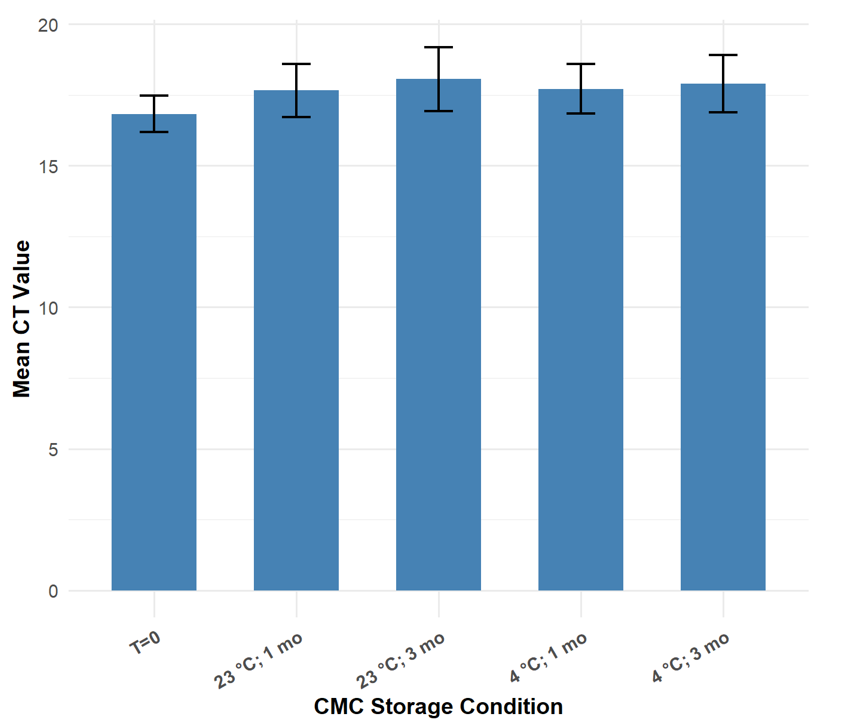 20
15
10
5
0
Mean CT Value
T=0
23 °C; 1 mo
23 °C; 3 mo
4 °C; 1 mo
4 °C; 3 mo
CMC Storage Condition